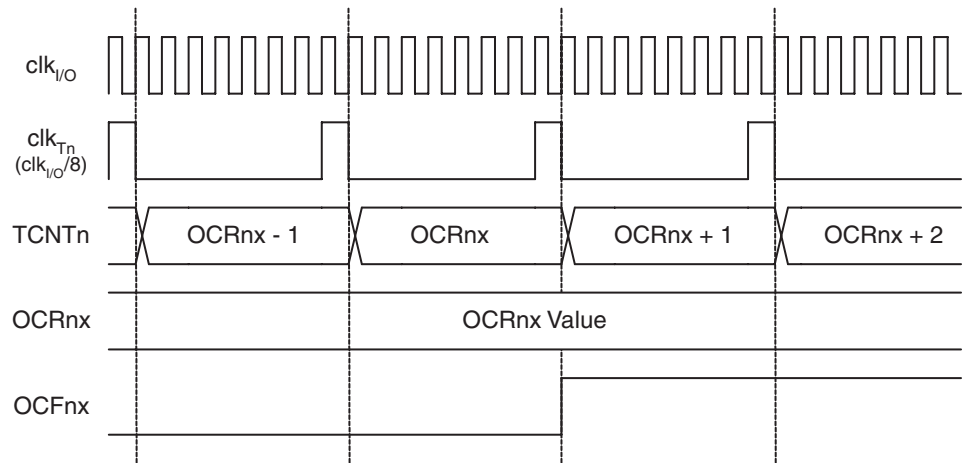 clkI/O
clkTn
(clkI/O/8)
TCNTn
OCRnx - 1
OCRnx
OCRnx + 1
OCRnx + 2
OCRnx
OCRnx Value
OCFnx